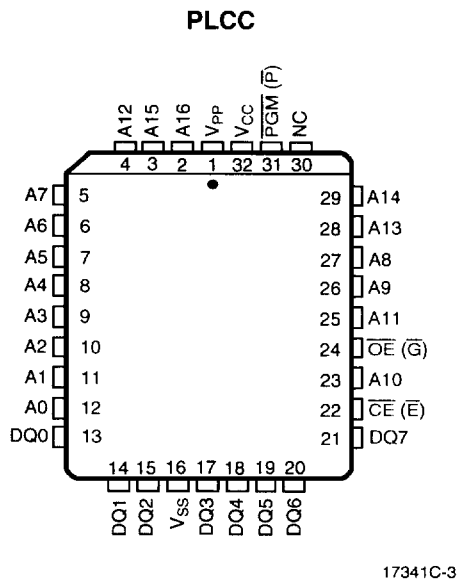 PLCC
A12 A15 A16 VPP VCC P̅G̅M̅ (P̅) NC
4 3 2 1 32 31 30
A7 5 29 A14
A6 6 28 A13
A5 7 27 A8
A4 8 26 A9
A3 9 25 A11
A2 10 24 O̅E̅ (G̅)
A1 11 23 A10
A0 12 22 C̅E̅ (E̅)
DQ0 13 21 DQ7
14 15 16 17 18 19 20
DQ1 DQ2 VSS DQ3 DQ4 DQ5 DQ6
17341C-3